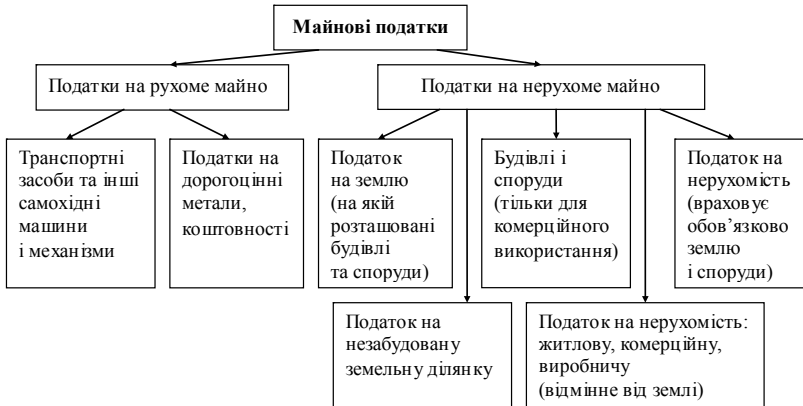 Майнові податки
Податки на рухоме майно
Податки на нерухоме майно
Транспортні
засоби та інші
самохідні
машини
і механізми
Податки на
дорогоцінні
метали,
коштовності
Податок
на землю
(на якій
розташовані
будівлі
та споруди)
Будівлі і
споруди
(тільки для
комерційного
використання)
Податок на
нерухомість
(враховує
обов’язково
землю
і споруди)
Податок на
незабудовану
земельну ділянку
Податок на нерухомість:
житлову, комерційну,
виробничу
(відмінне від землі)